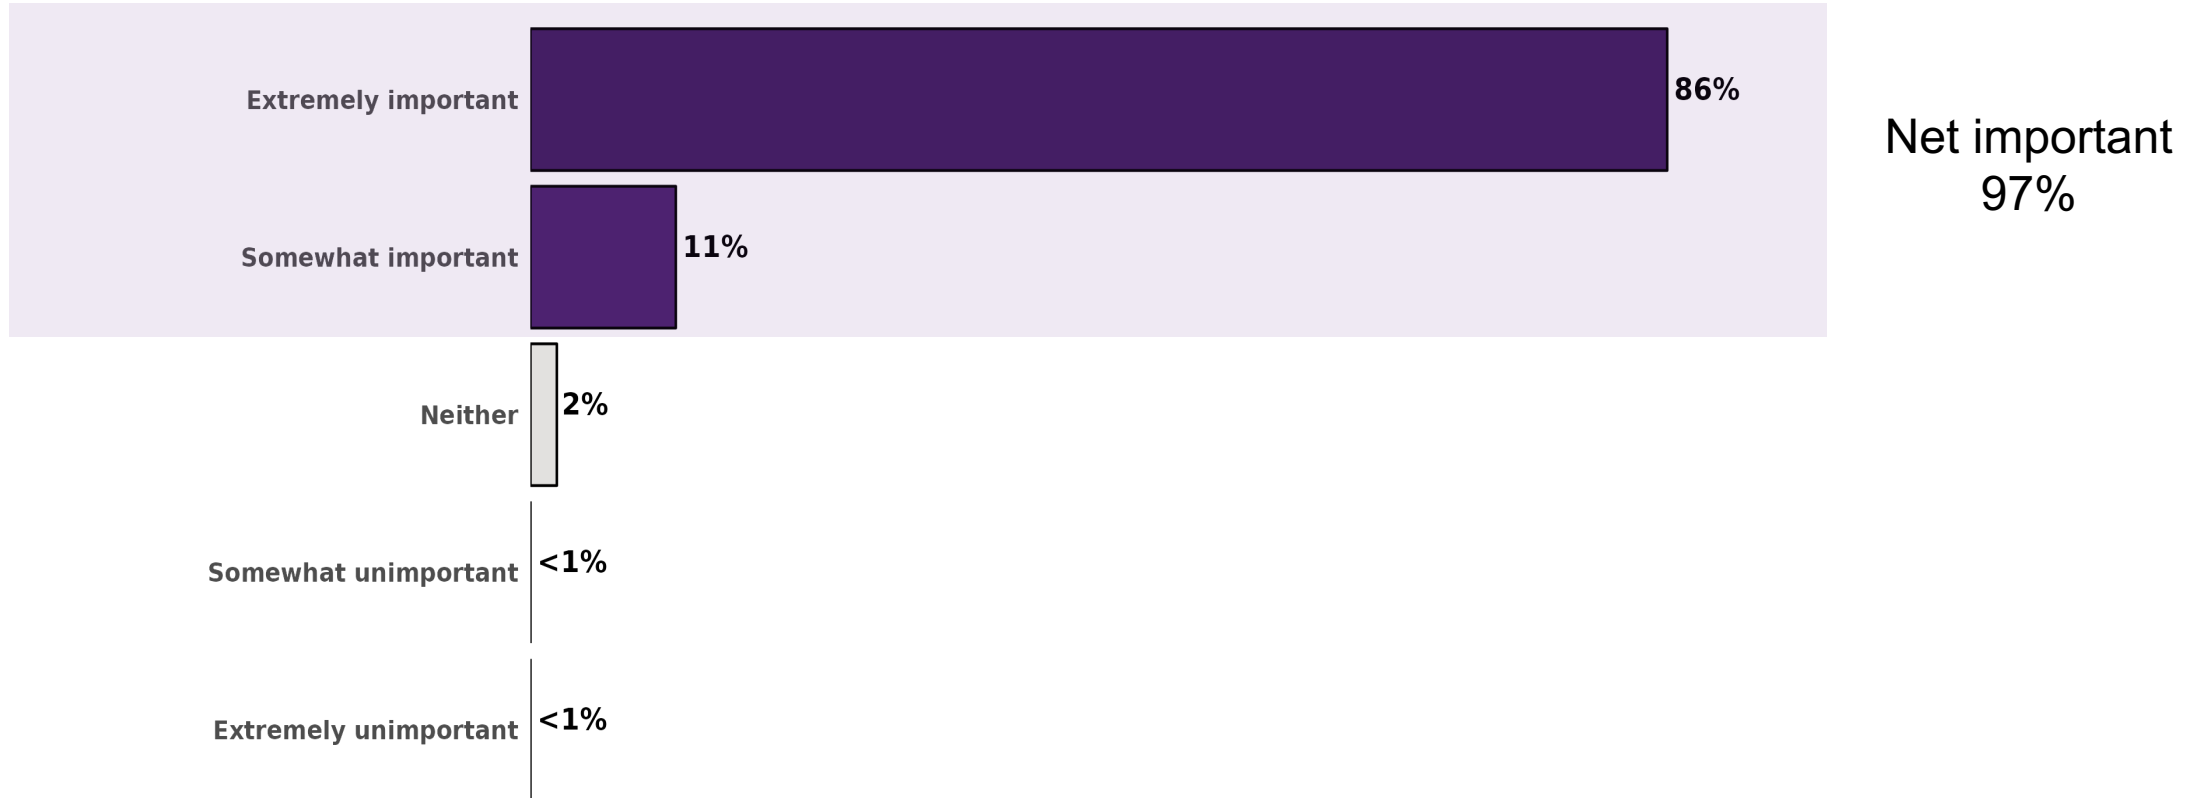 Extremely important
86%
Net important
97%
Somewhat important
11%
Neither
2%
Somewhat unimportant
<1%
Extremely unimportant
<1%